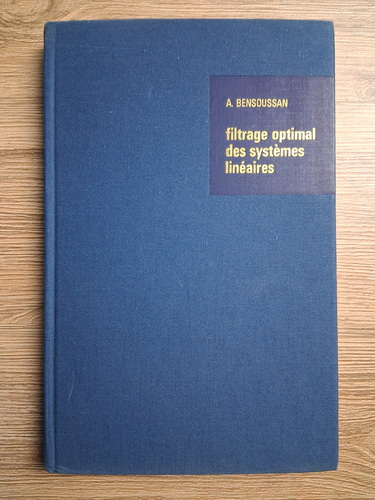 A. BENSOUSSAN
filtrage optimal
des systèmes
linéaires